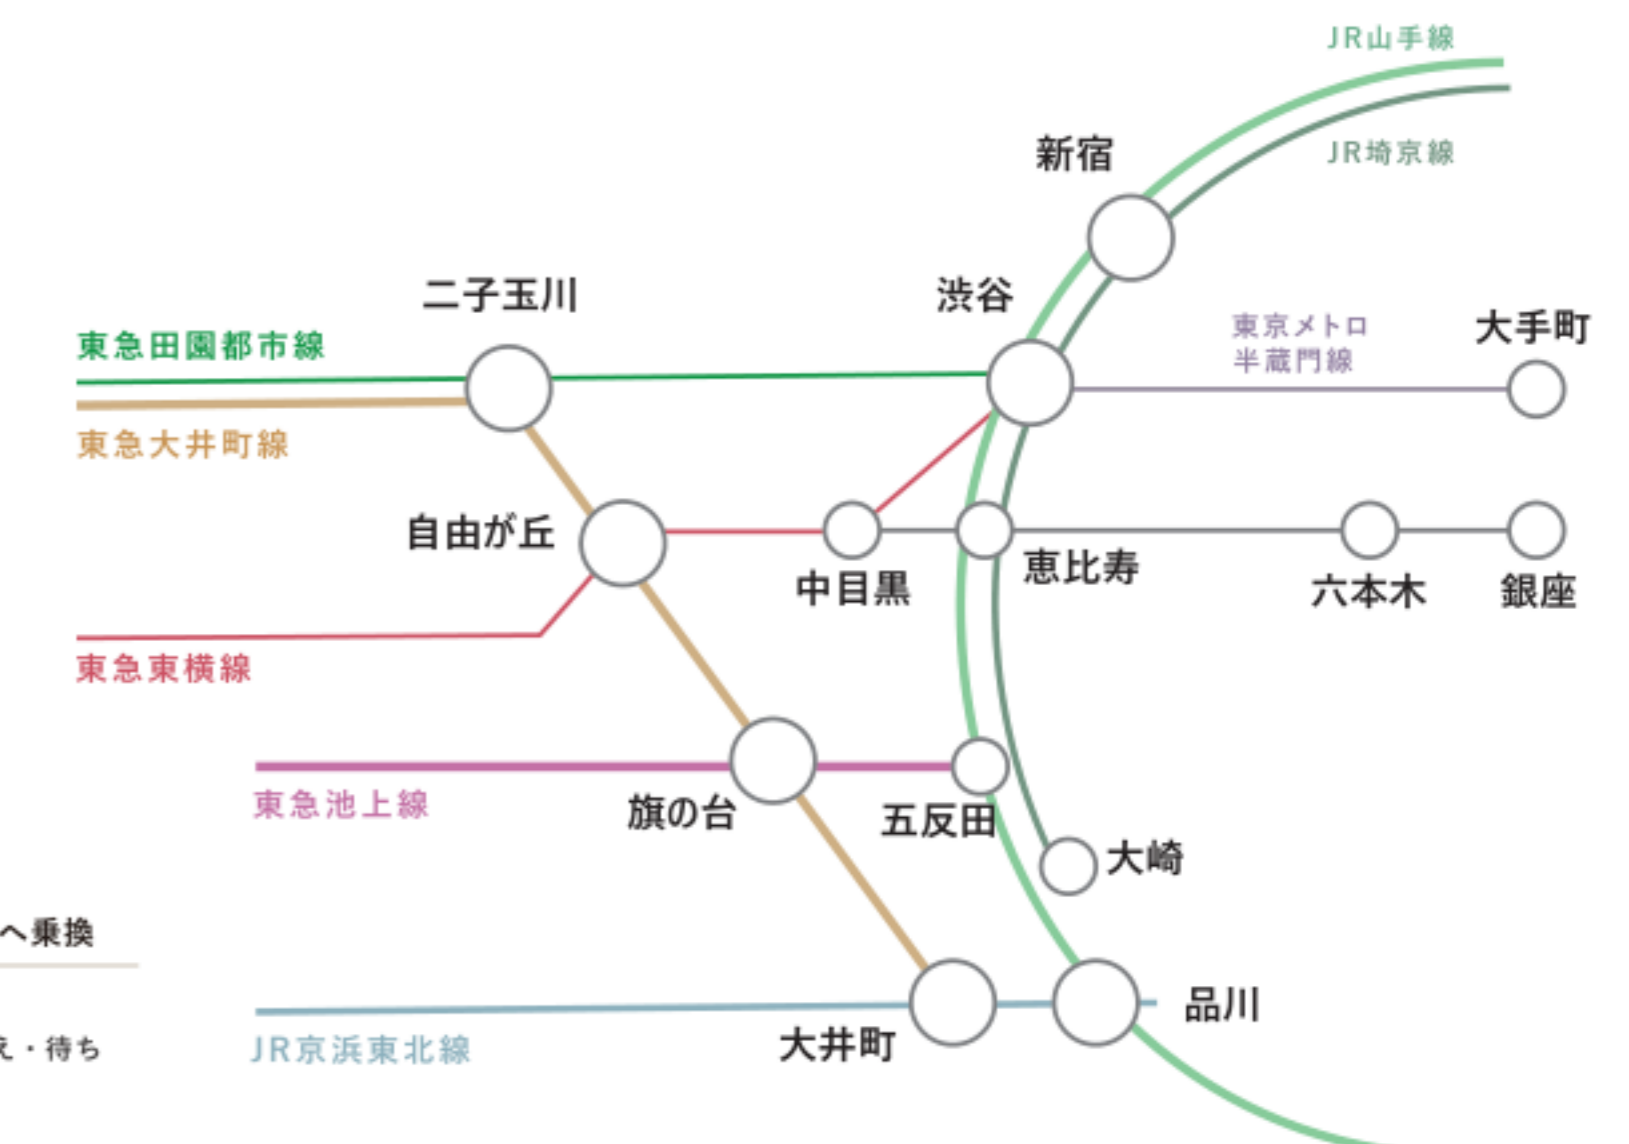 JR山手線
新宿
JR埼京線
二子玉川
渋谷
東急田園都市線
東京メトロ
半蔵門線
大手町
東急大井町線
自由が丘
中目黒
恵比寿
六本木
銀座
東急東横線
東急池上線
旗の台
五反田
大崎
へ乗換
品川
大井町
JR京浜東北線
え・待ち